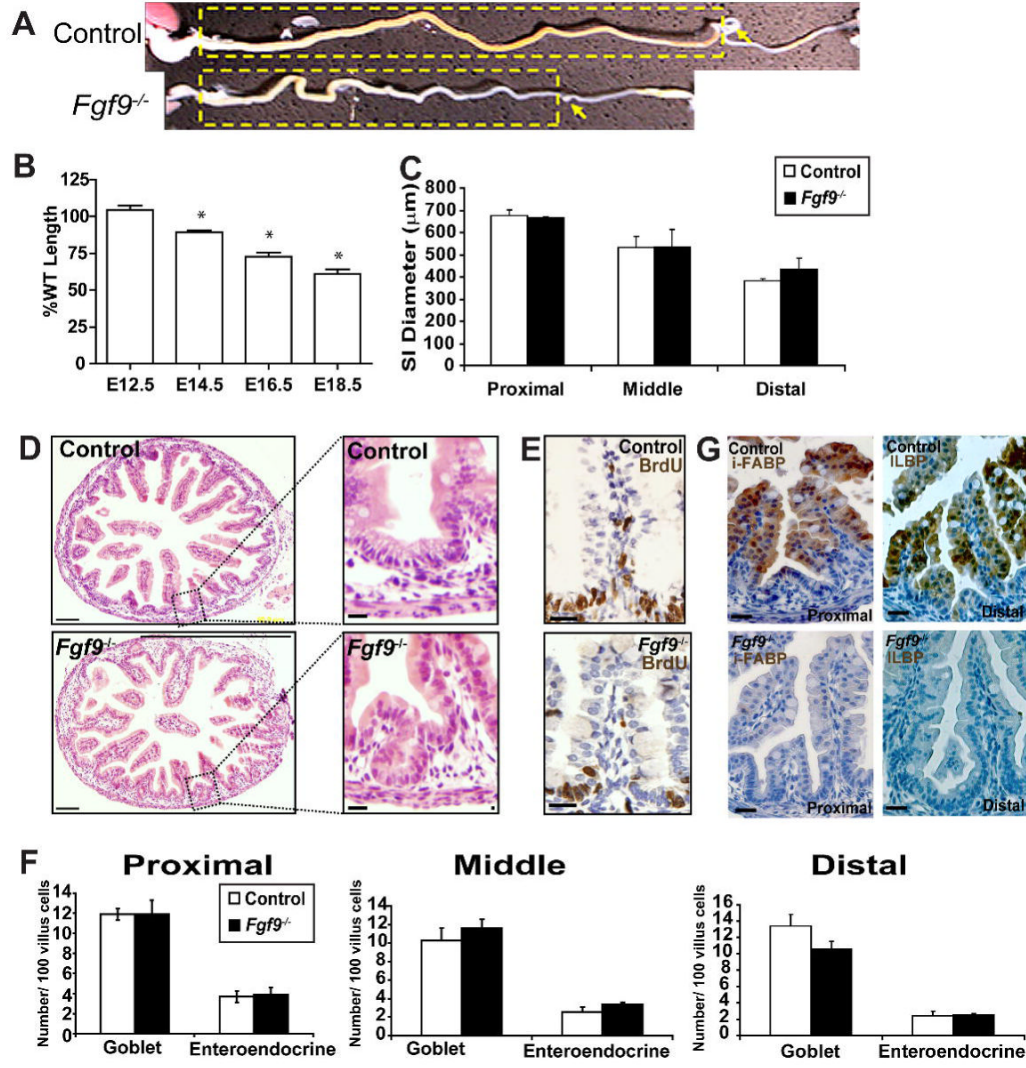 A
Control
Fgf9-/-
B
%WT Length
125
100
75
50
25
0
E12.5 E14.5 E16.5 E18.5
*
*
*
C
Control
Fgf9-/-
SI Diameter (μm)
800
700
600
500
400
300
200
100
0
Proximal Middle Distal
D
Control
Control
Fgf9-/-
Fgf9-/-
E
Control
BrdU
Fgf9-/-
BrdU
G
Control
i-FABP
Proximal
Control
ILBP
Distal
Fgf9-/-
i-FABP
Proximal
Fgf9-/-
ILBP
Distal
F
Proximal
Control
Fgf9-/-
Number/ 100 villus cells
14
12
10
8
6
4
2
0
Goblet Enteroendocrine
Middle
Number/ 100 villus cells
14
12
10
8
6
4
2
0
Goblet Enteroendocrine
Distal
Number/ 100 villus cells
16
14
12
10
8
6
4
2
0
Goblet Enteroendocrine